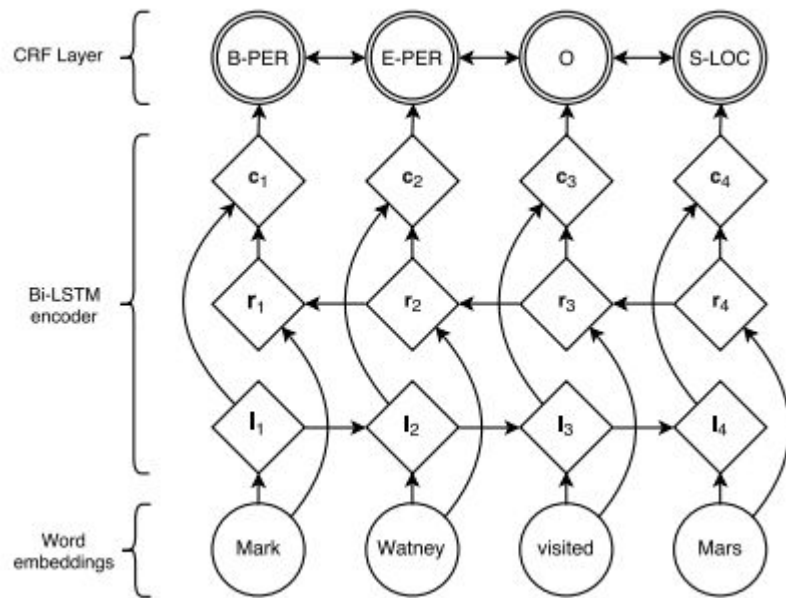 CRF Layer
B-PER
E-PER
O
S-LOC
c₁
c₂
c₃
c₄
Bi-LSTM
encoder
r₁
r₂
r₃
r₄
l₁
l₂
l₃
l₄
Word
embeddings
Mark
Watney
visited
Mars